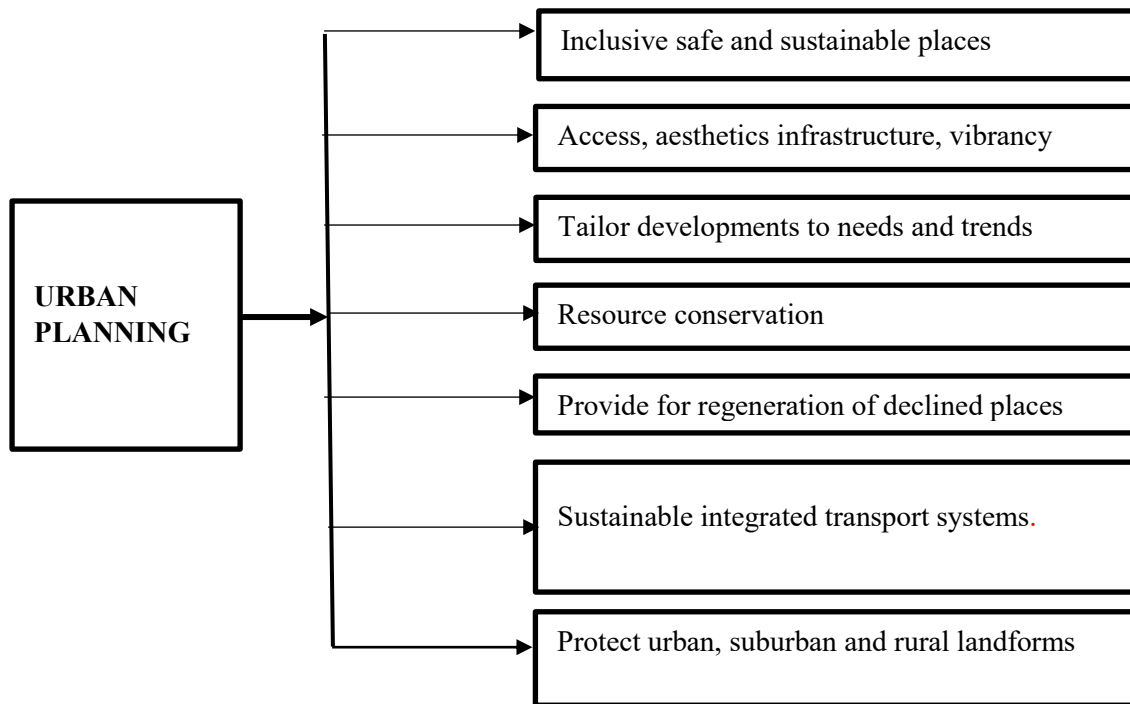 Inclusive safe and sustainable places
Access, aesthetics infrastructure, vibrancy
Tailor developments to needs and trends
URBAN
PLANNING
Resource conservation
Provide for regeneration of declined places
Sustainable integrated transport systems.
Protect urban, suburban and rural landforms